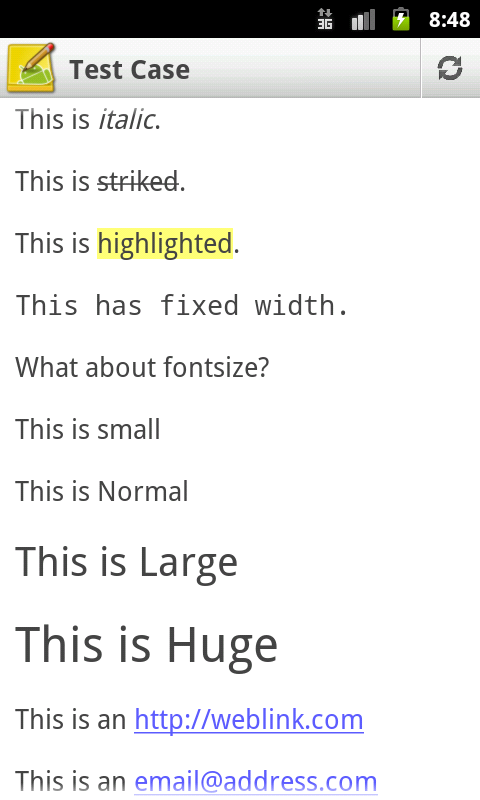 3G 8:48
Test Case
This is italic.
This is striked.
This is highlighted.
This has fixed width.
What about fontsize?
This is small
This is Normal
This is Large
This is Huge
This is an http://weblink.com
This is an email@address.com